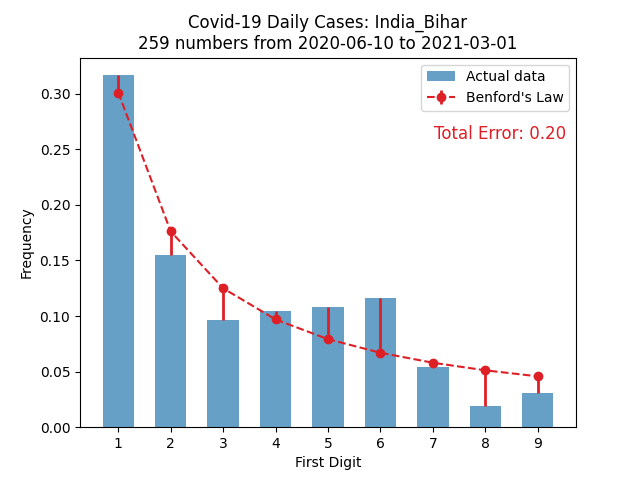 Covid-19 Daily Cases: India_Bihar
259 numbers from 2020-06-10 to 2021-03-01
Actual data
Benford's Law
Total Error: 0.20
Frequency
0.30
0.25
0.20
0.15
0.10
0.05
0.00
1 2 3 4 5 6 7 8 9
First Digit